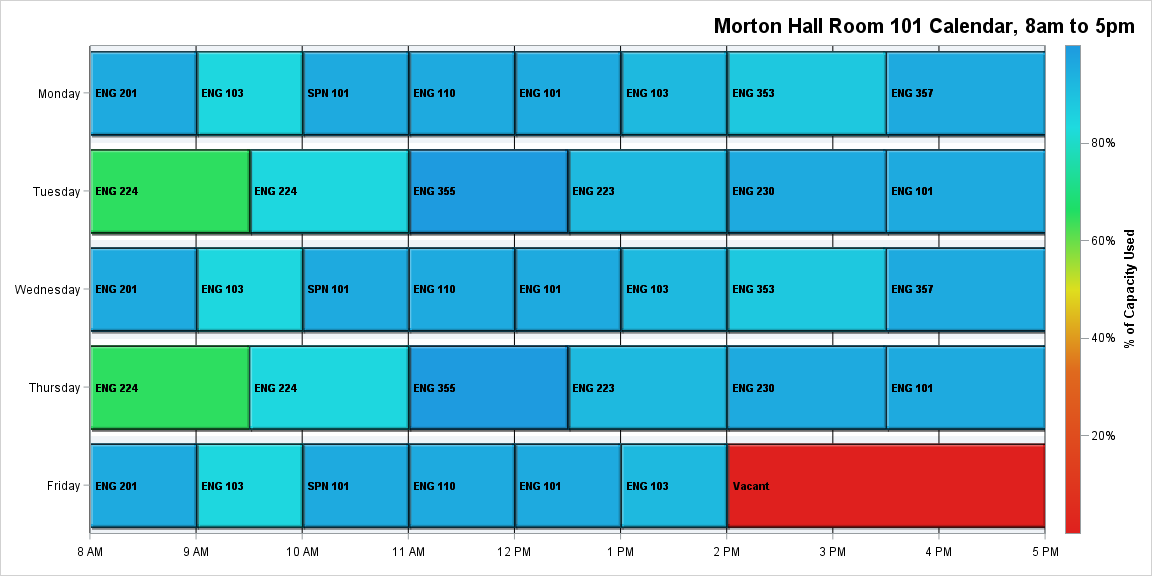 Morton Hall Room 101 Calendar, 8am to 5pm
Monday ENG 201 ENG 103 SPN 101 ENG 110 ENG 101 ENG 103 ENG 353 ENG 357
80%
Tuesday ENG 224 ENG 224 ENG 355 ENG 223 ENG 230 ENG 101
60%
% of Capacity Used
Wednesday ENG 201 ENG 103 SPN 101 ENG 110 ENG 101 ENG 103 ENG 353 ENG 357
40%
Thursday ENG 224 ENG 224 ENG 355 ENG 223 ENG 230 ENG 101
20%
Friday ENG 201 ENG 103 SPN 101 ENG 110 ENG 101 ENG 103 Vacant
8 AM 9 AM 10 AM 11 AM 12 PM 1 PM 2 PM 3 PM 4 PM 5 PM